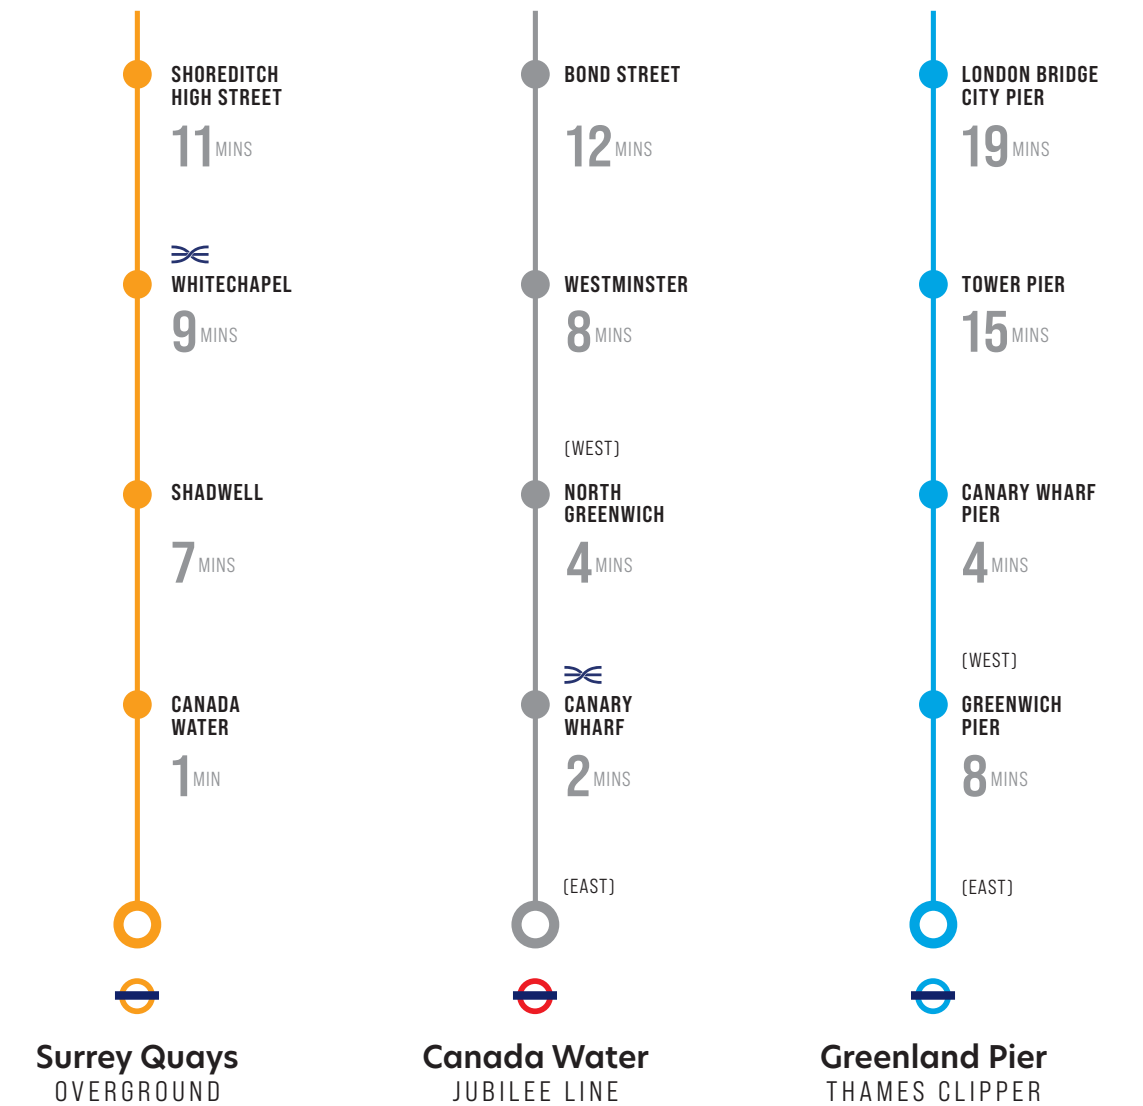 SHOREDITCH
HIGH STREET
11 MINS
WHITECHAPEL
9 MINS
SHADWELL
7 MINS
CANADA
WATER
1 MIN
Surrey Quays
OVERGROUND
BOND STREET
12 MINS
WESTMINSTER
8 MINS
(WEST)
NORTH
GREENWICH
4 MINS
CANARY
WHARF
2 MINS
(EAST)
Canada Water
JUBILEE LINE
LONDON BRIDGE
CITY PIER
19 MINS
TOWER PIER
15 MINS
CANARY WHARF
PIER
4 MINS
(WEST)
GREENWICH
PIER
8 MINS
(EAST)
Greenland Pier
THAMES CLIPPER